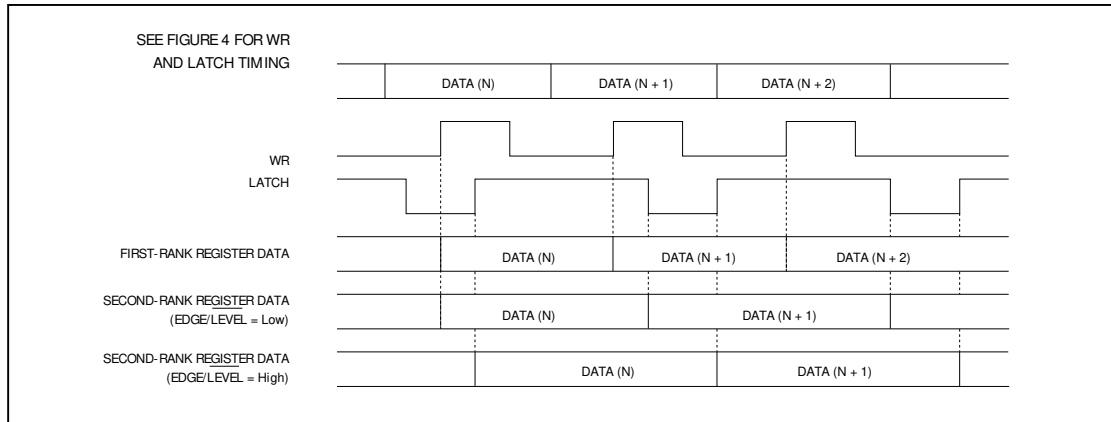 SEE FIGURE 4 FOR WR
AND LATCH TIMING
DATA (N)
DATA (N + 1)
DATA (N + 2)
WR
LATCH
FIRST-RANK REGISTER DATA
DATA (N)
DATA (N + 1)
DATA (N + 2)
SECOND-RANK REGISTER DATA
(EDGE/LEVEL = Low)
DATA (N)
DATA (N + 1)
SECOND-RANK REGISTER DATA
(EDGE/LEVEL = High)
DATA (N)
DATA (N + 1)